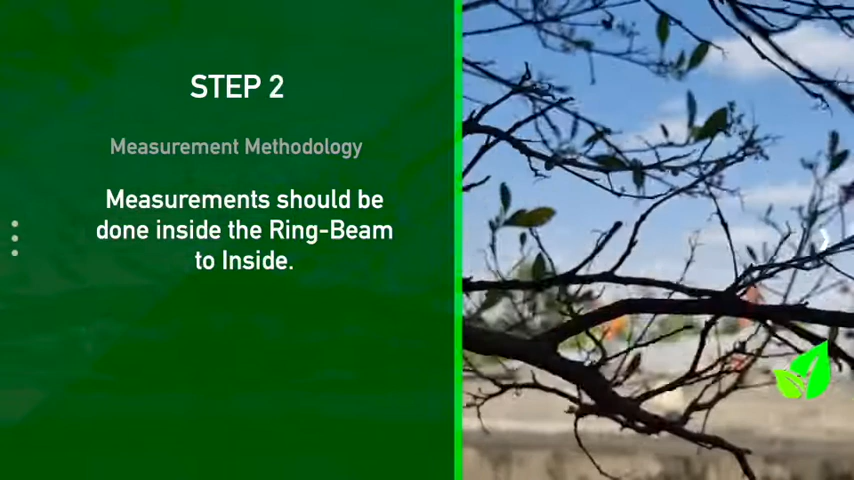 STEP 2
Measurement Methodology
Measurements should be
done inside the Ring-Beam
to Inside.